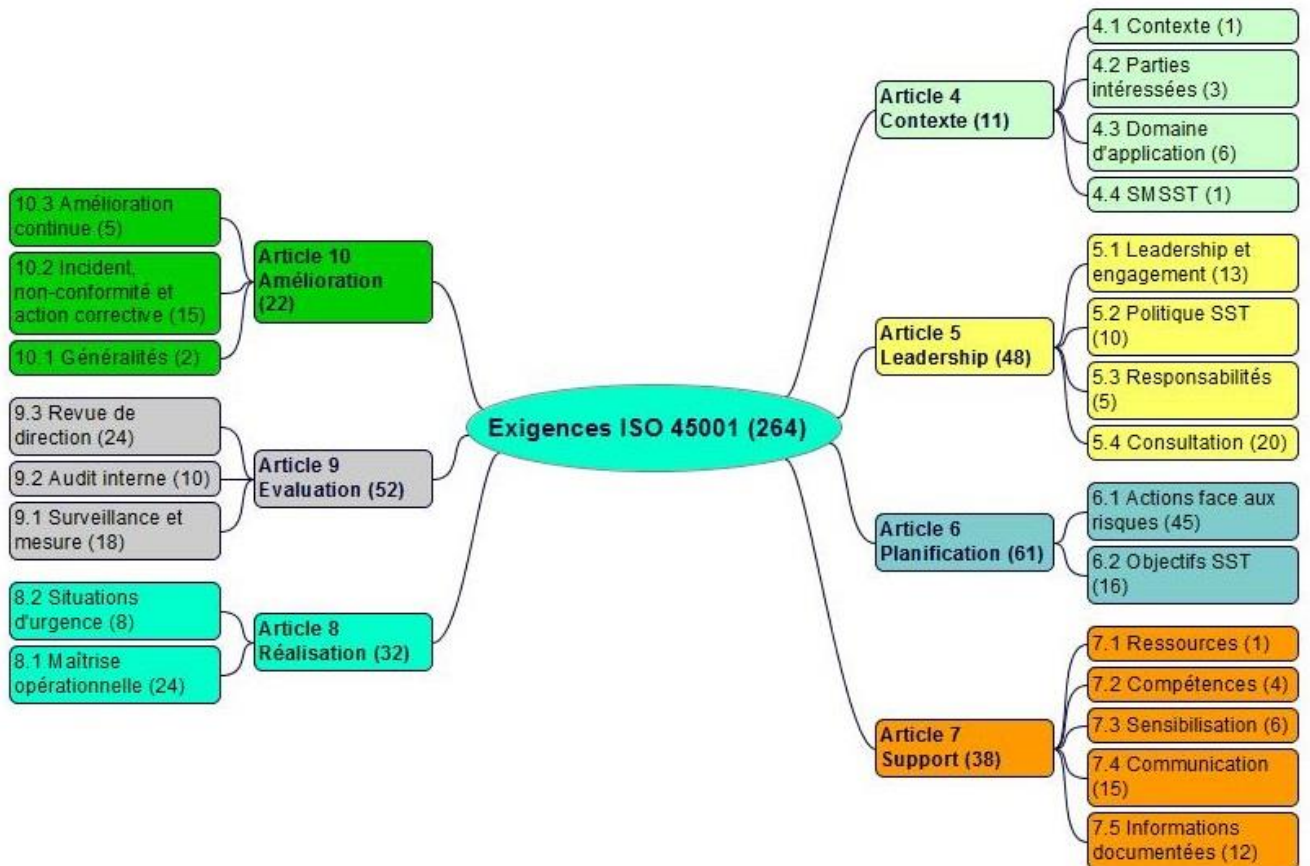 Exigences ISO 45001 (264)
Article 4
Contexte (11)
4.1 Contexte (1)
4.2 Parties
intéressées (3)
4.3 Domaine
d'application (6)
4.4 SMSST (1)
Article 5
Leadership (48)
5.1 Leadership et
engagement (13)
5.2 Politique SST
(10)
5.3 Responsabilités
(5)
5.4 Consultation (20)
Article 6
Planification (61)
6.1 Actions face aux
risques (45)
6.2 Objectifs SST
(16)
Article 7
Support (38)
7.1 Ressources (1)
7.2 Compétences (4)
7.3 Sensibilisation (6)
7.4 Communication
(15)
7.5 Informations
documentées (12)
Article 8
Réalisation (32)
8.2 Situations
d'urgence (8)
8.1 Maîtrise
opérationnelle (24)
Article 9
Evaluation (52)
9.3 Revue de
direction (24)
9.2 Audit interne (10)
9.1 Surveillance et
mesure (18)
Article 10
Amélioration
(22)
10.3 Amélioration
continue (5)
10.2 Incident,
non-conformité et
action corrective (15)
10.1 Généralités (2)